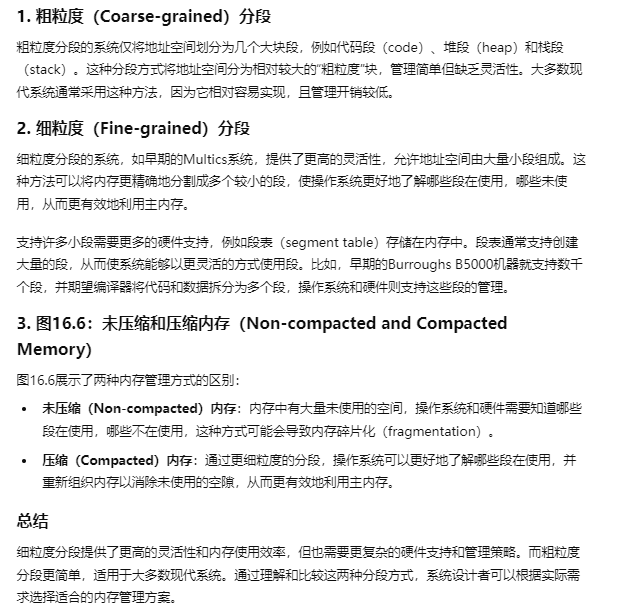 1. 粗粒度（Coarse-grained）分段
粗粒度分段的系统仅将地址空间划分为几个大块段，例如代码段（code）、堆段（heap）和栈段
（stack）。这种分段方式将地址空间分为相对较大的“粗粒度”块，管理简单但缺乏灵活性。大多数现
代系统通常采用这种方法，因为它相对容易实现，且管理开销较低。
2. 细粒度（Fine-grained）分段
细粒度分段的系统，如早期的Multics系统，提供了更高的灵活性，允许地址空间由大量小段组成。这
种方法可以将内存更精确地分割成多个较小的段，使操作系统更好地了解哪些段在使用，哪些未使
用，从而更有效地利用主内存。
支持许多小段需要更多的硬件支持，例如段表（segment table）存储在内存中。段表通常支持创建
大量的段，从而使系统能够以更灵活的方式使用段。比如，早期的Burroughs B5000机器就支持数千
个段，并期望编译器将代码和数据拆分为多个段，操作系统和硬件则支持这些段的管理。
3. 图16.6：未压缩和压缩内存（Non-compacted and Compacted
Memory）
图16.6展示了两种内存管理方式的区别：
• 未压缩（Non-compacted）内存：内存中有大量未使用的空间，操作系统和硬件需要知道哪些
段在使用，哪些不在使用，这种方式可能会导致内存碎片化（fragmentation）。
• 压缩（Compacted）内存：通过更细粒度的分段，操作系统可以更好地了解哪些段在使用，并
重新组织内存以消除未使用的空隙，从而更有效地利用主内存。
总结
细粒度分段提供了更高的灵活性和内存使用效率，但也需要更复杂的硬件支持和管理策略。而粗粒度
分段更简单，适用于大多数现代系统。通过理解和比较这两种分段方式，系统设计者可以根据实际需
求选择适合的内存管理方案。